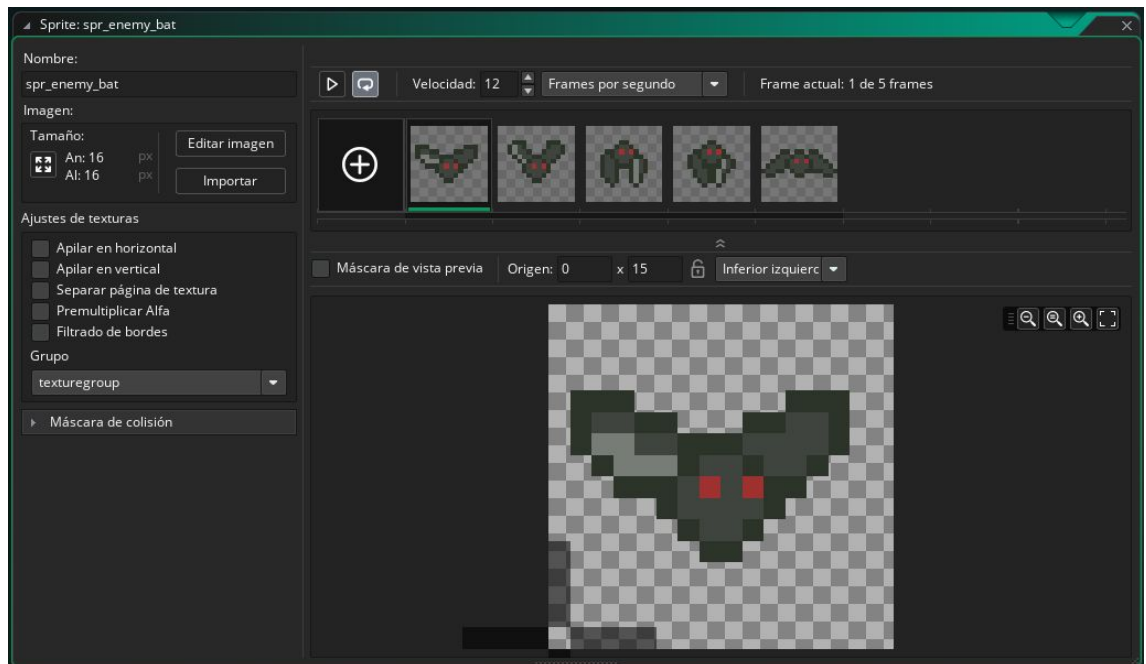 Sprite: spr_enemy_bat
Nombre:
spr_enemy_bat
Imagen:
Tamaño:
An: 16 px
Al: 16 px
Editar imagen
Importar
Ajustes de texturas
Apilar en horizontal
Apilar en vertical
Separar página de textura
Premultiplicar Alfa
Filtrado de bordes
Grupo
texturegroup
Máscara de colisión
Velocidad: 12 Frames por segundo Frame actual: 1 de 5 frames
Máscara de vista previa Origen: 0 x 15 Inferior izquierc